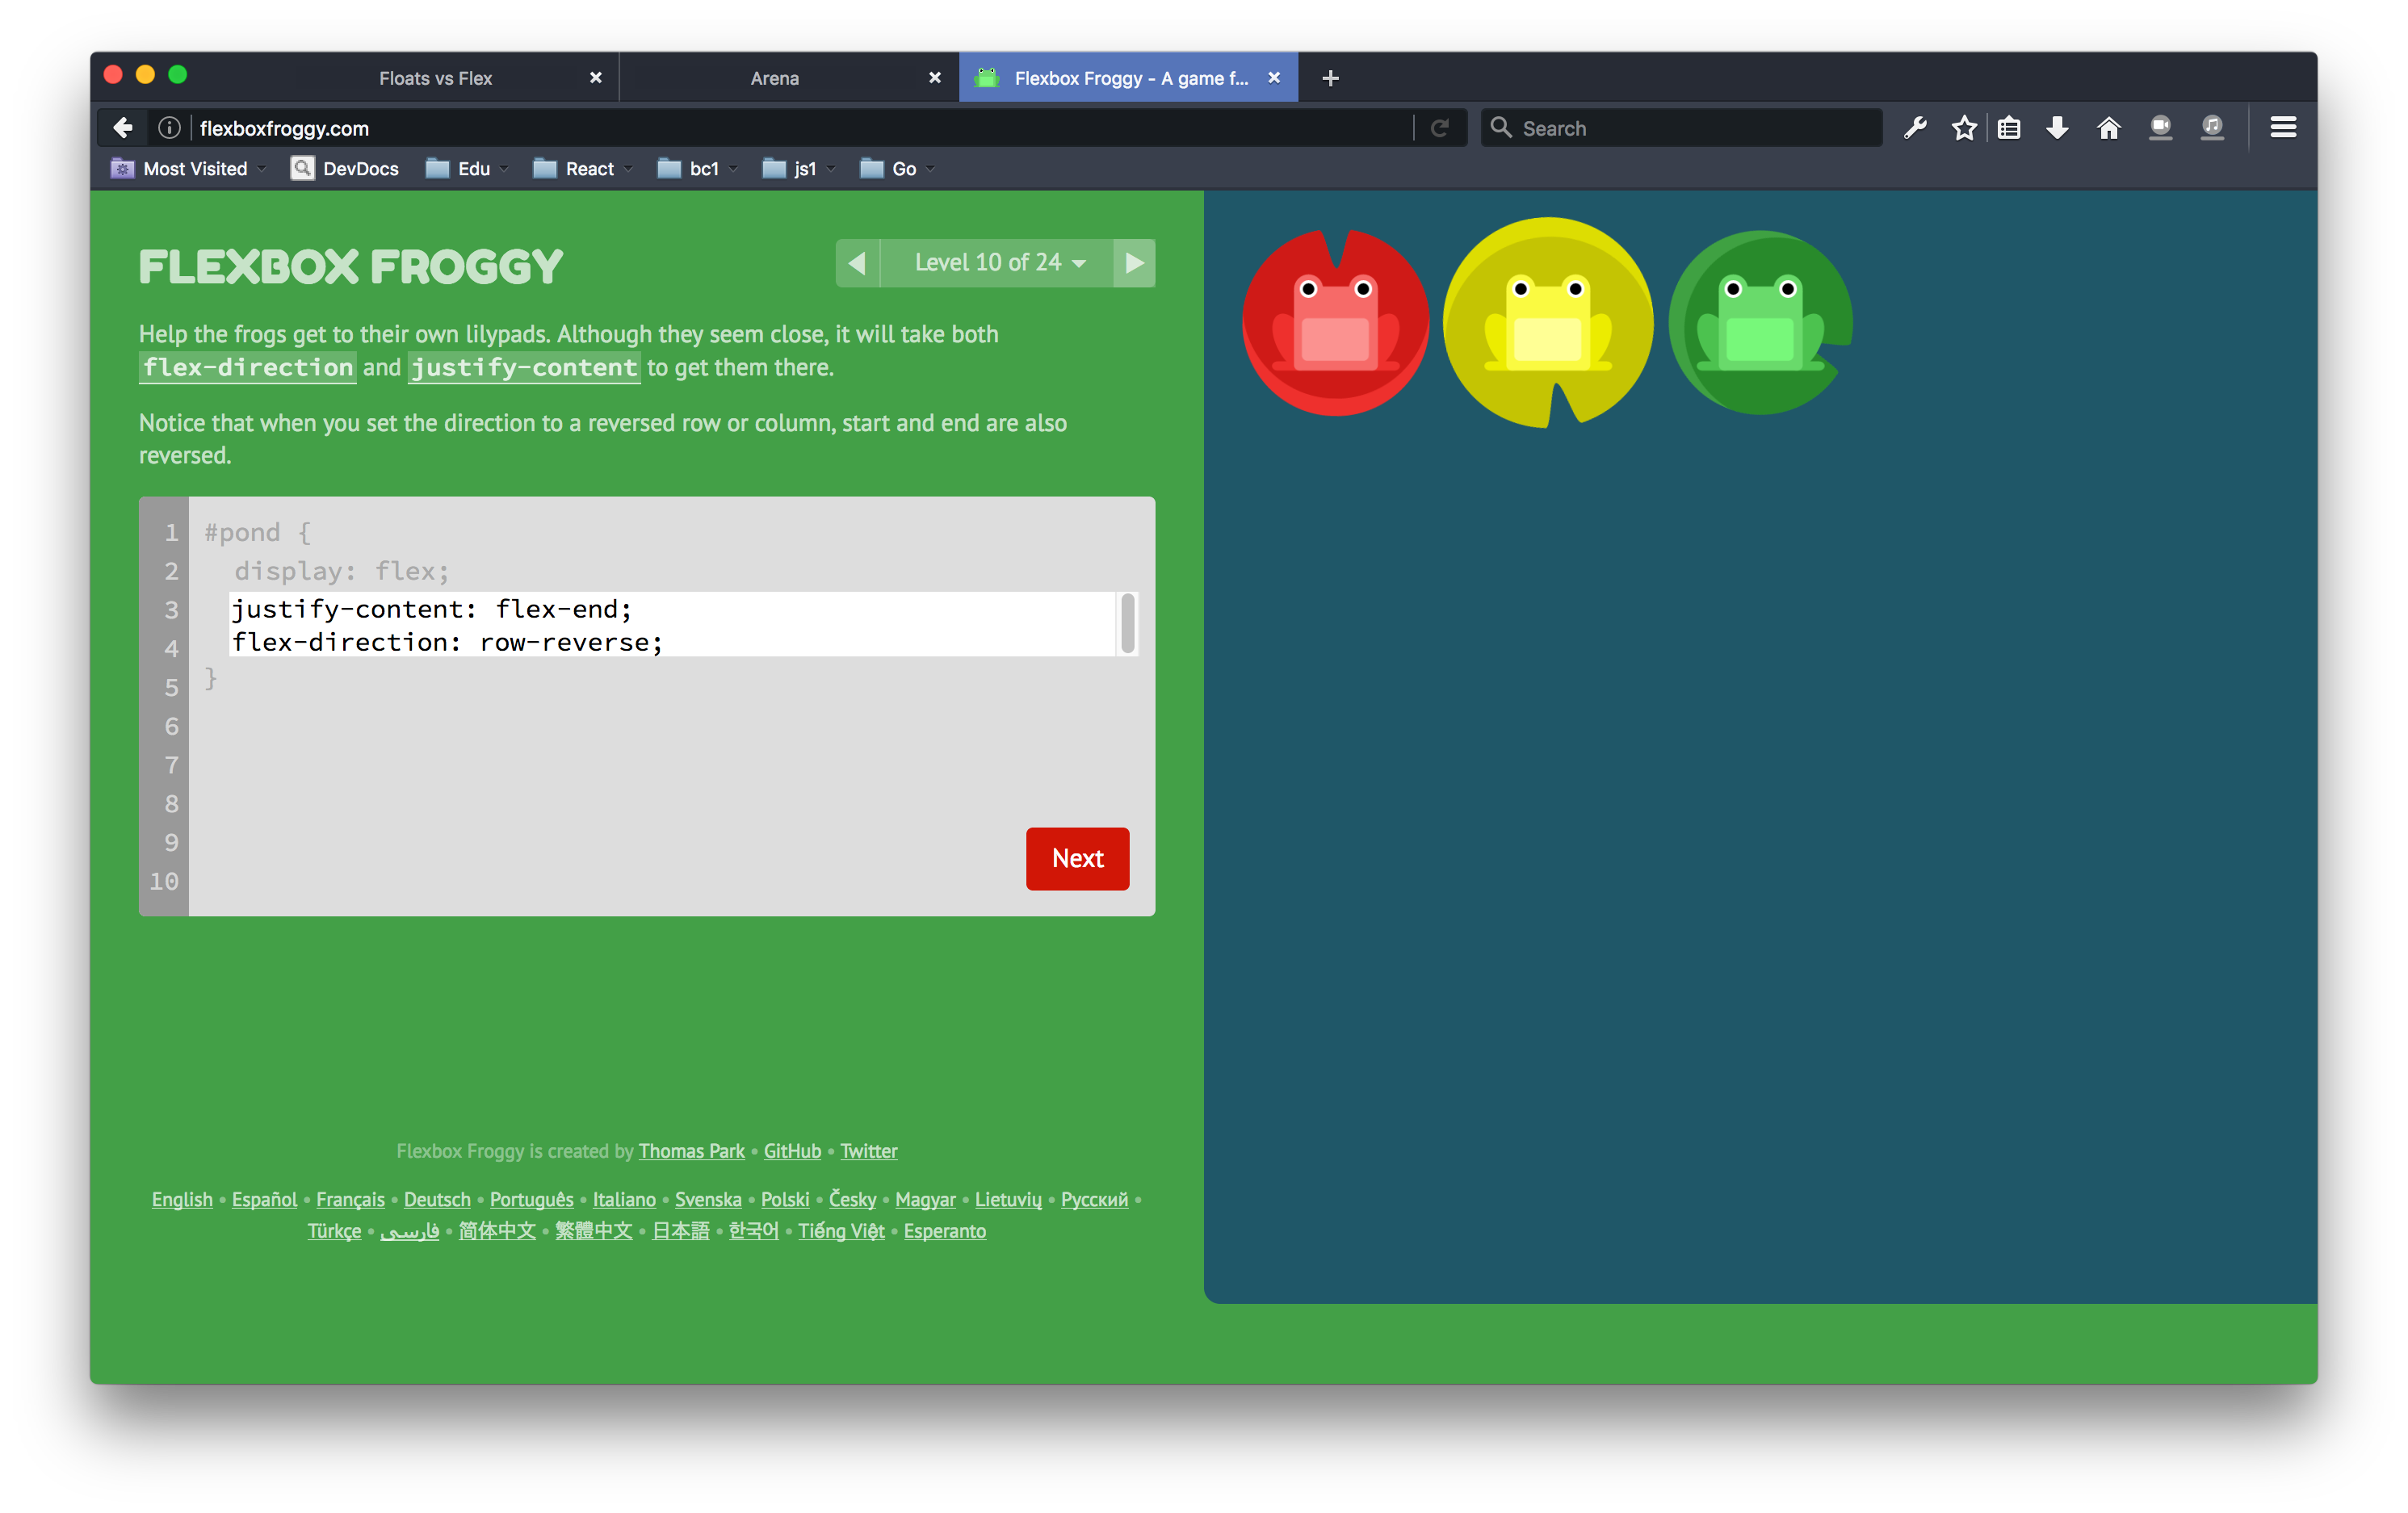 Floats vs Flex
Arena
Flexbox Froggy - A game f...
flexboxfroggy.com
Search
Most Visited
DevDocs
Edu
React
bc1
js1
Go
FLEXBOX FROGGY
Level 10 of 24
Help the frogs get to their own lilypads. Although they seem close, it will take both
flex-direction and justify-content to get them there.
Notice that when you set the direction to a reversed row or column, start and end are also
reversed.
1 #pond {
2 display: flex;
3 justify-content: flex-end;
4 flex-direction: row-reverse;
5 }
6
7
8
9
10
Next
Flexbox Froggy is created by Thomas Park • GitHub • Twitter
English • Español • Français • Deutsch • Português • Italiano • Svenska • Polski • Česky • Magyar • Lietuvių • Русский •
Türkçe • فارسی • 简体中文 • 繁體中文 • 日本語 • 한국어 • Tiếng Việt • Esperanto